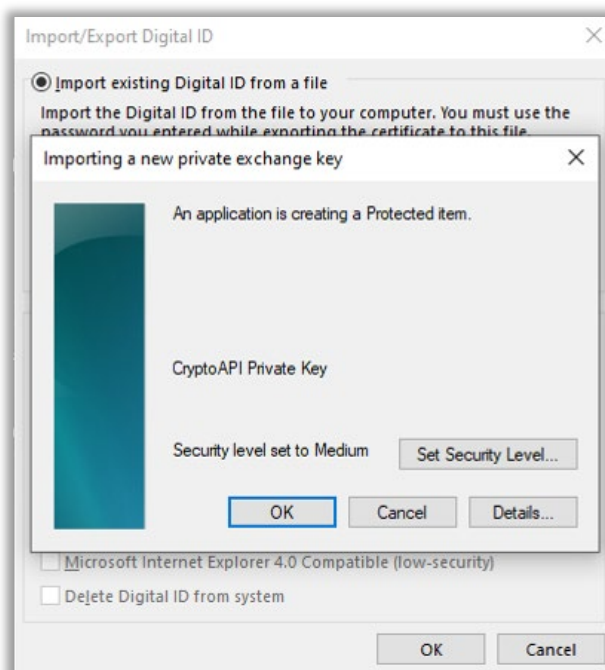 Import/Export Digital ID
Import existing Digital ID from a file
Import the Digital ID from the file to your computer. You must use the
password you entered while exporting the certificate to this file.
Importing a new private exchange key
An application is creating a Protected item.
CryptoAPI Private Key
Security level set to Medium
Set Security Level...
OK
Cancel
Details...
Microsoft Internet Explorer 4.0 Compatible (low-security)
Delete Digital ID from system
OK
Cancel